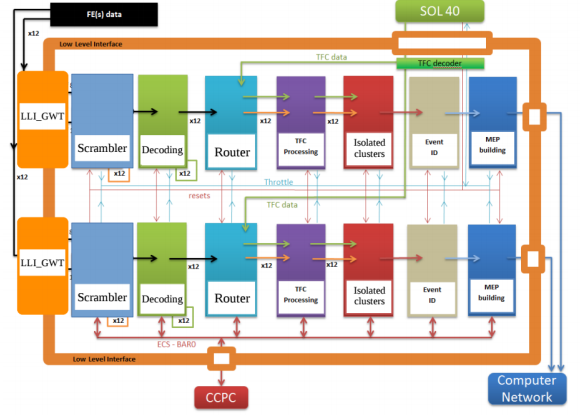 FE(s) data
SOL 40
x12
x12
Low Level Interface
TFC data
TFC decoder
LLI_GWT
Scrambler
Decoding
x12
Router
x12
TFC
Processing
x12
Isolated
clusters
Event
ID
MEP
building
x12
x12
x12
Throttle
resets
TFC data
LLI_GWT
Scrambler
Decoding
x12
Router
x12
TFC
Processing
x12
Isolated
clusters
Event
ID
MEP
building
x12
x12
ECS - BAR0
Low Level Interface
CCPC
Computer
Network